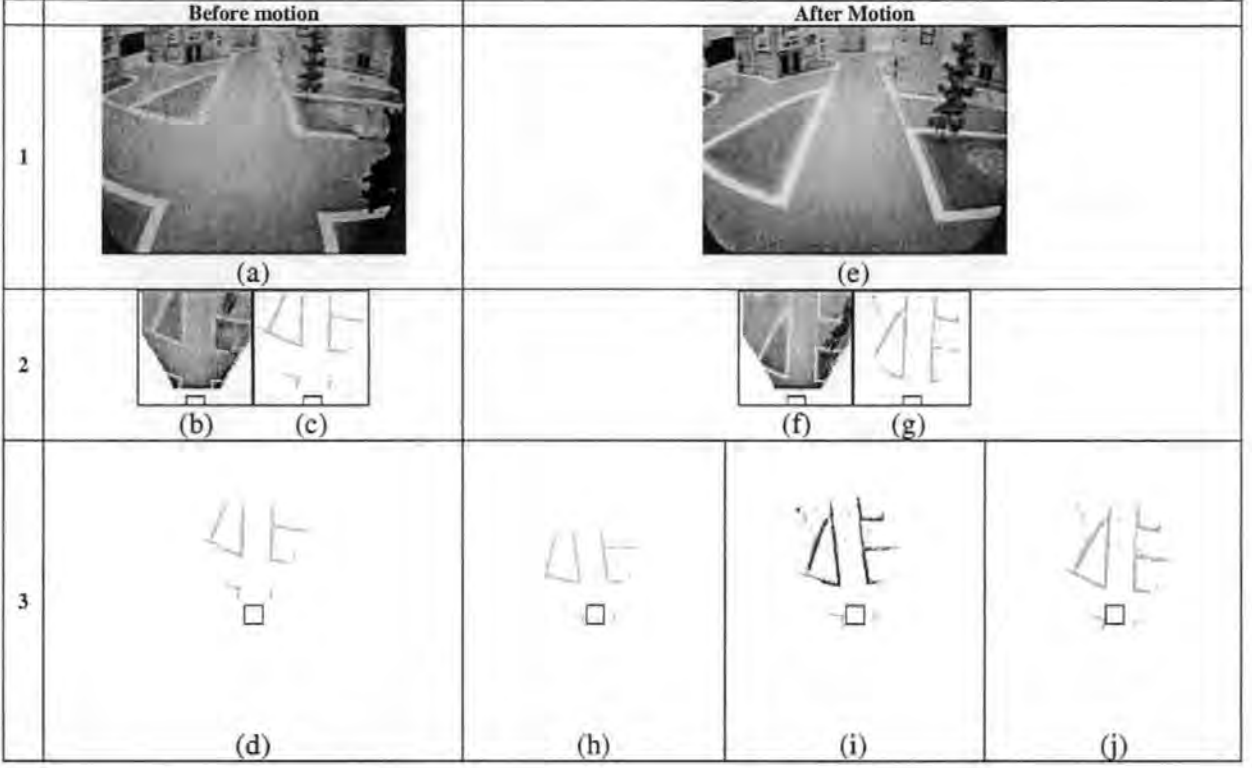 Before motion After Motion
1
(a) (e)
2
(b) (c) (f) (g)
3
(d) (h) (i) (j)